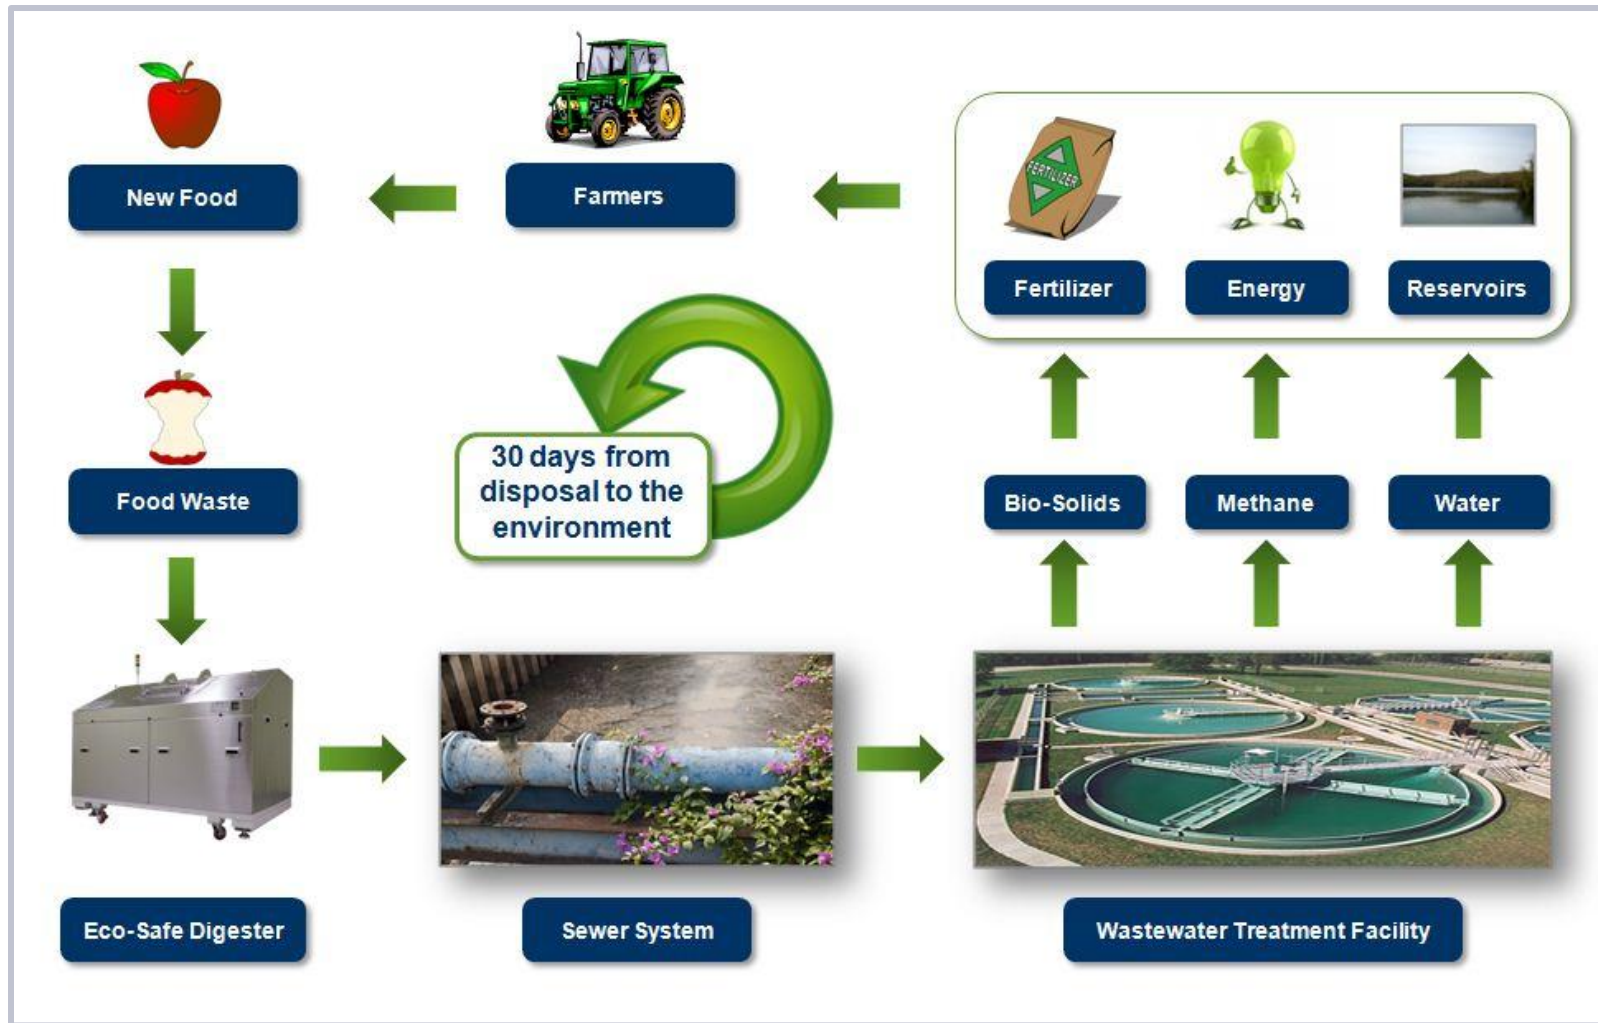 New Food
Farmers
FERTILIZER
Fertilizer
Energy
Reservoirs
Food Waste
30 days from
disposal to the
environment
Bio-Solids
Methane
Water
Eco-Safe Digester
Sewer System
Wastewater Treatment Facility